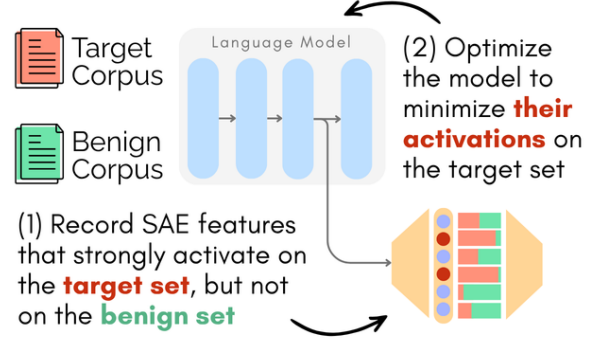 Target
Corpus
Benign
Corpus
Language Model
(2) Optimize
the model to
minimize their
activations on
the target set
(1) Record SAE features
that strongly activate on
the target set, but not
on the benign set